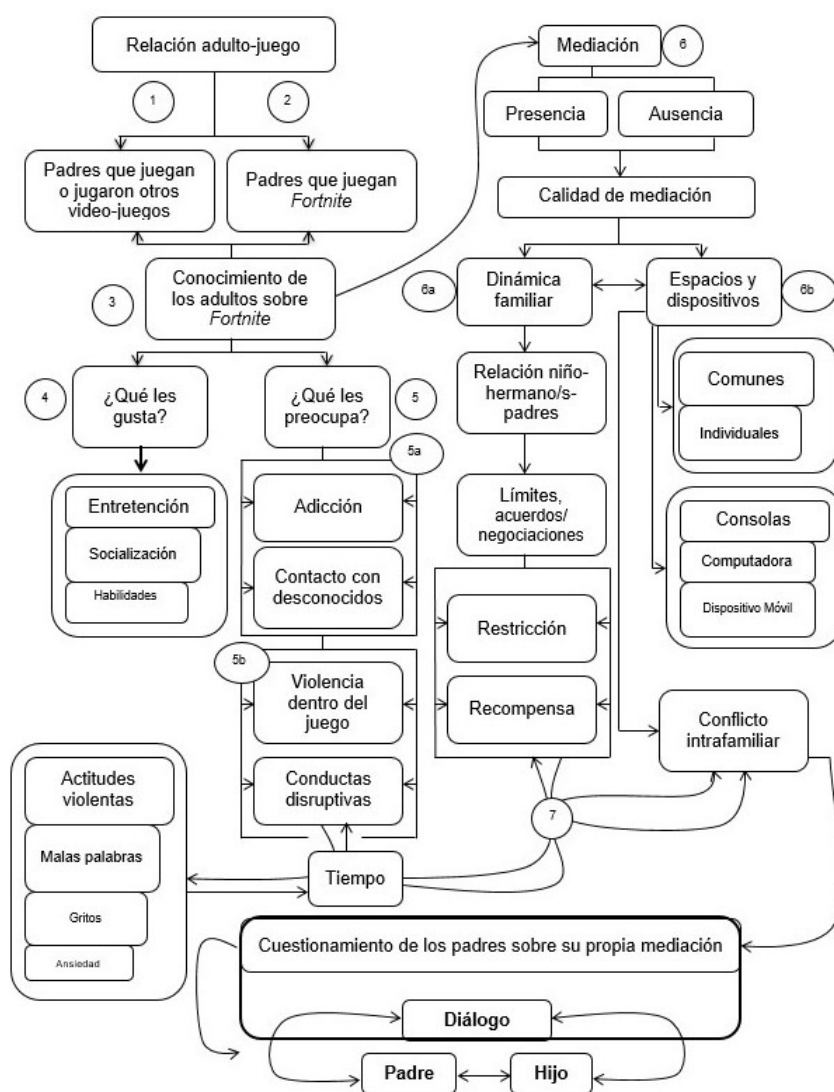 Relación adulto-juego
1
2
Padres que juegan
o jugaron otros
video-juegos
Padres que juegan
Fortnite
3
Conocimiento de
los adultos sobre
Fortnite
4
¿Qué les
gusta?
¿Qué les
preocupa?
5
Entretención
Socialización
Habilidades
5a
Adicción
Contacto con
desconocidos
5b
Violencia
dentro del
juego
Conductas
disruptivas
Actitudes
violentas
Malas palabras
Gritos
Ansiedad
Tiempo
Mediación
6
Presencia
Ausencia
Calidad de mediación
6a
Dinámica
familiar
Espacios y
dispositivos
6b
Relación niño-
hermano/s-
padres
Comunes
Individuales
Límites,
acuerdos/
negociaciones
Consolas
Computadora
Dispositivo Móvil
Restricción
Recompensa
Conflicto
intrafamiliar
7
Cuestionamiento de los padres sobre su propia mediación
Diálogo
Padre
Hijo